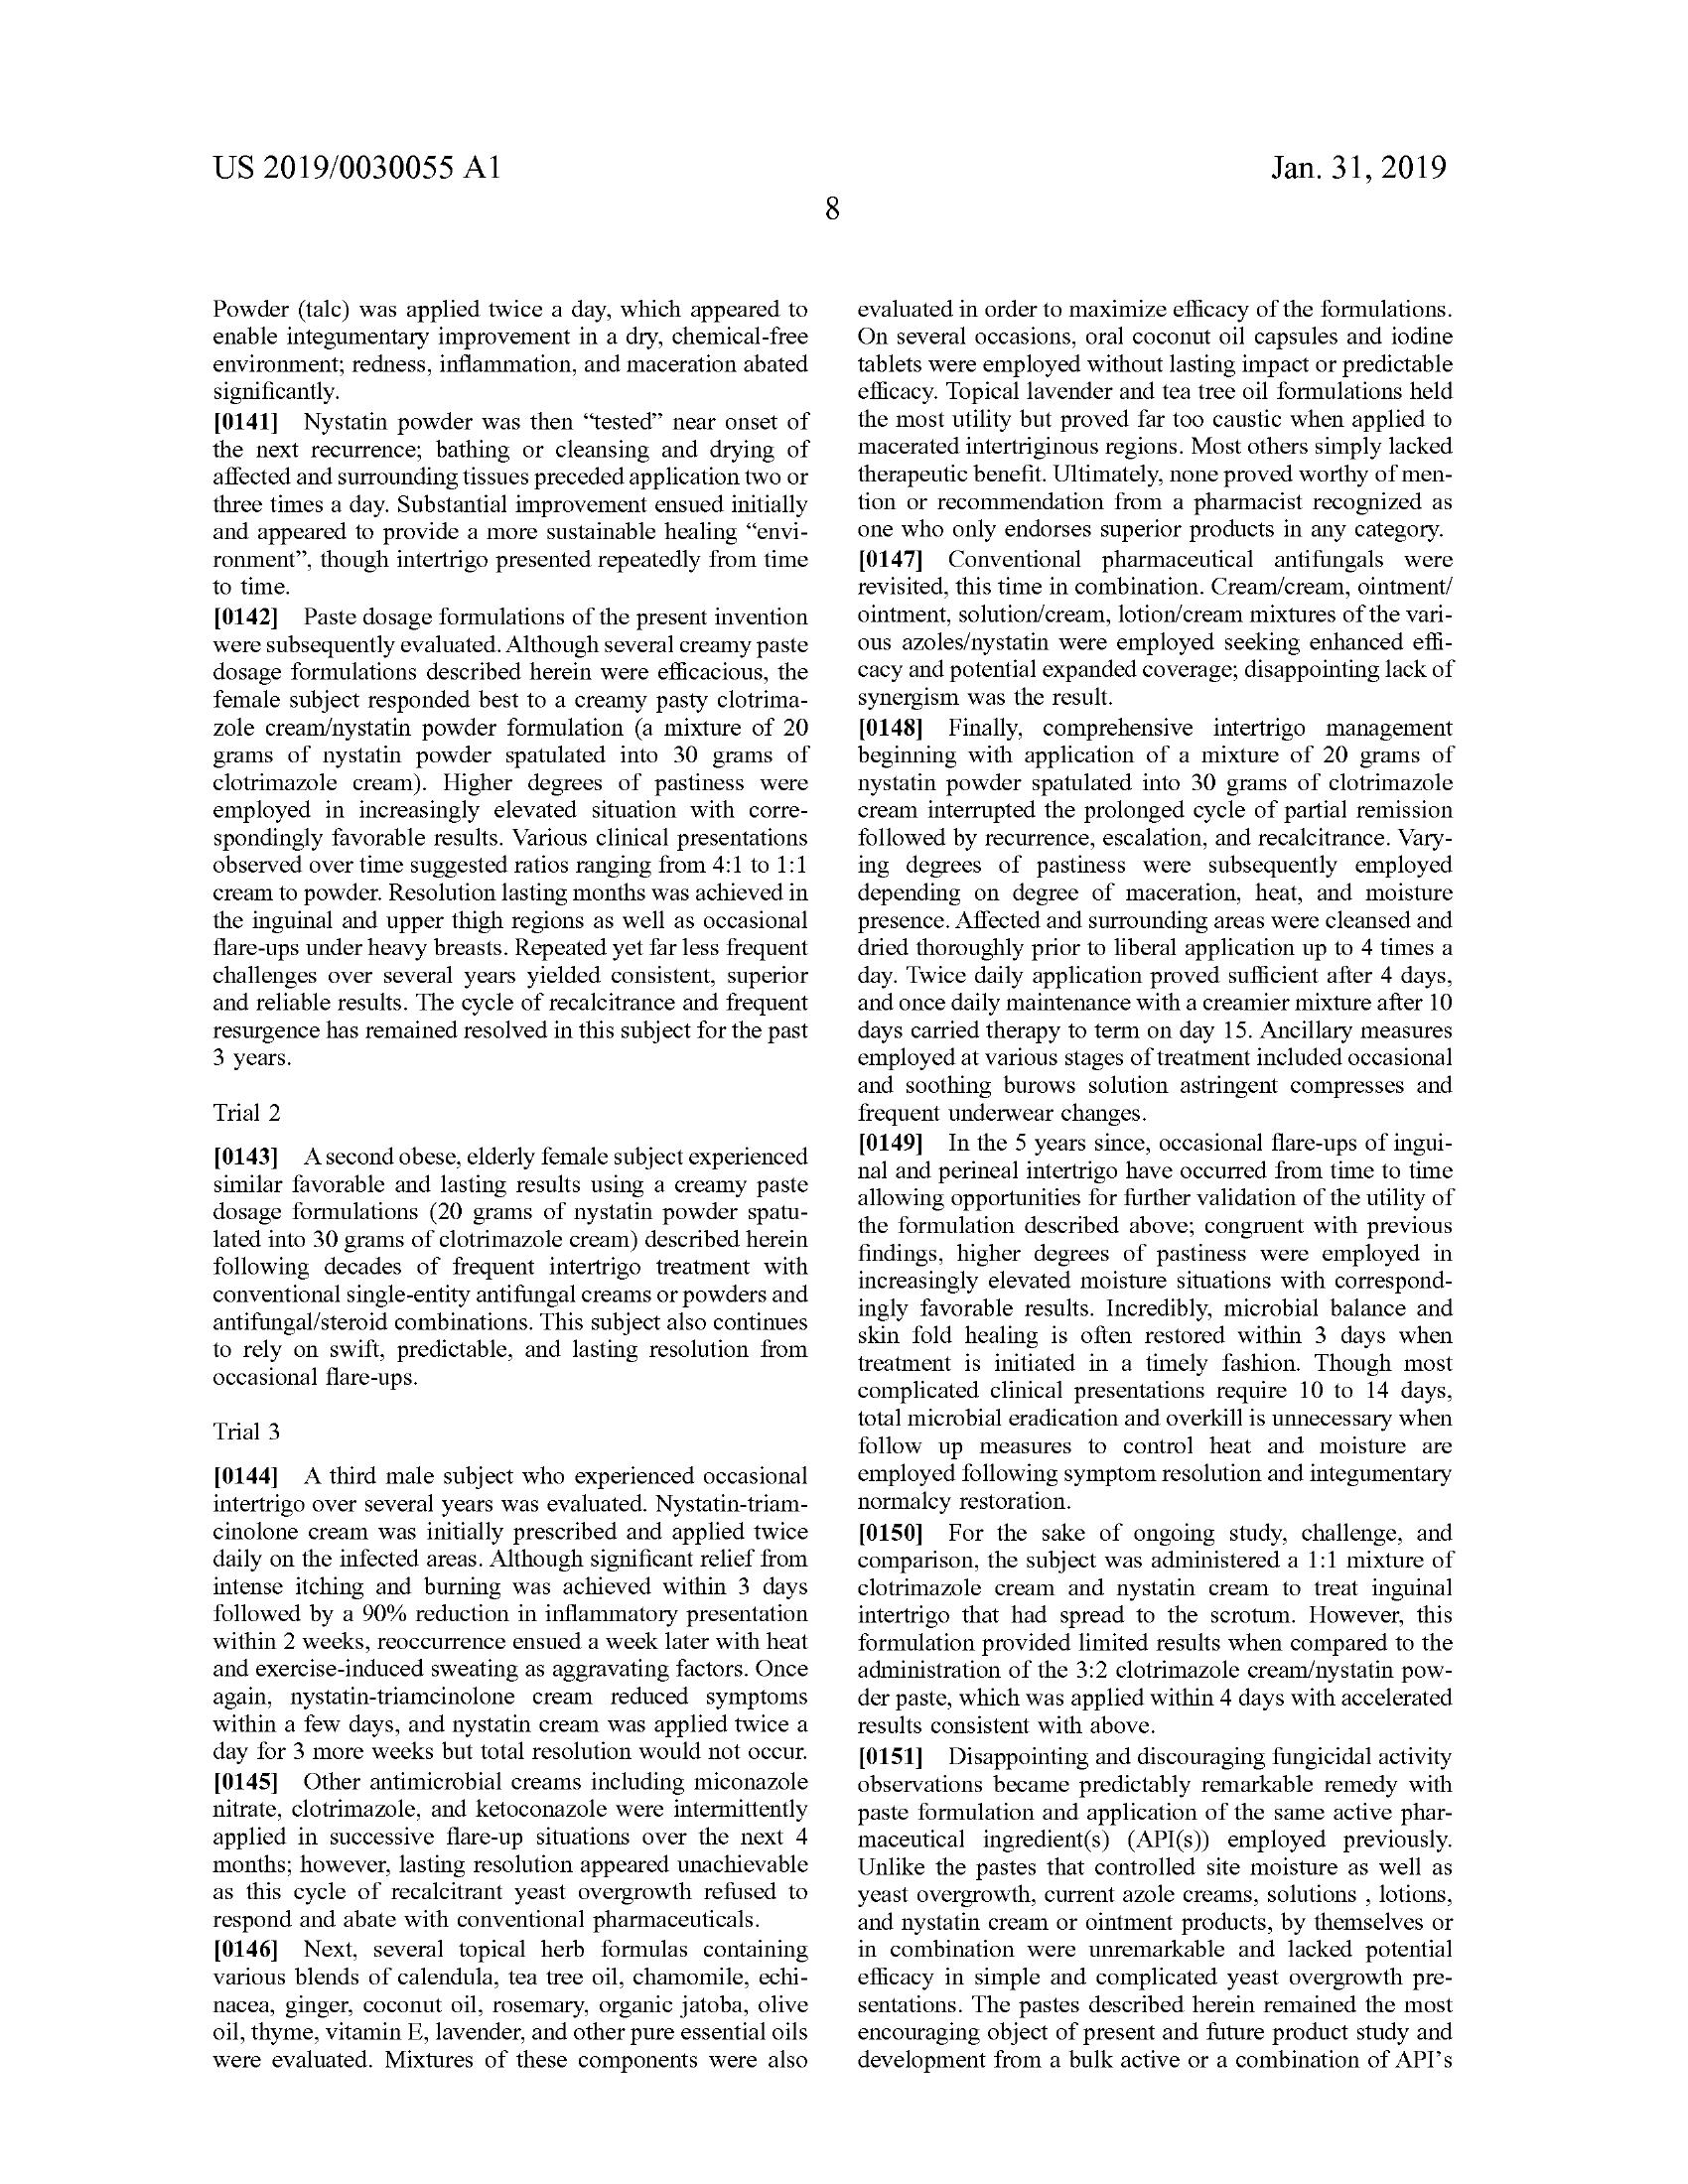 US 2019/0030055 A1
Jan. 31, 2019
8
Powder (talc) was applied twice a day, which appeared to
enable integumentary improvement in a dry, chemical-free
environment; redness, inflammation, and maceration abated
significantly.
[0141] Nystatin powder was then “tested” near onset of
the next recurrence; bathing or cleansing and drying of
affected and surrounding tissues preceded application two or
three times a day. Substantial improvement ensued initially
and appeared to provide a more sustainable healing “envi-
ronment”, though intertrigo presented repeatedly from time
to time.
[0142] Paste dosage formulations of the present invention
were subsequently evaluated. Although several creamy paste
dosage formulations described herein were efficacious, the
female subject responded best to a creamy pasty clotrima-
zole cream/nystatin powder formulation (a mixture of 20
grams of nystatin powder spatulated into 30 grams of
clotrimazole cream). Higher degrees of pastiness were
employed in increasingly elevated situation with corre-
spondingly favorable results. Various clinical presentations
observed over time suggested ratios ranging from 4:1 to 1:1
cream to powder. Resolution lasting months was achieved in
the inguinal and upper thigh regions as well as occasional
flare-ups under heavy breasts. Repeated yet far less frequent
challenges over several years yielded consistent, superior
and reliable results. The cycle of recalcitrance and frequent
resurgence has remained resolved in this subject for the past
3 years.
Trial 2
[0143] A second obese, elderly female subject experienced
similar favorable and lasting results using a creamy paste
dosage formulations (20 grams of nystatin powder spatu-
lated into 30 grams of clotrimazole cream) described herein
following decades of frequent intertrigo treatment with
conventional single-entity antifungal creams or powders and
antifungal/steroid combinations. This subject also continues
to rely on swift, predictable, and lasting resolution from
occasional flare-ups.
Trial 3
[0144] A third male subject who experienced occasional
intertrigo over several years was evaluated. Nystatin-triam-
cinolone cream was initially prescribed and applied twice
daily on the infected areas. Although significant relief from
intense itching and burning was achieved within 3 days
followed by a 90% reduction in inflammatory presentation
within 2 weeks, reoccurrence ensued a week later with heat
and exercise-induced sweating as aggravating factors. Once
again, nystatin-triamcinolone cream reduced symptoms
within a few days, and nystatin cream was applied twice a
day for 3 more weeks but total resolution would not occur.
[0145] Other antimicrobial creams including miconazole
nitrate, clotrimazole, and ketoconazole were intermittently
applied in successive flare-up situations over the next 4
months; however, lasting resolution appeared unachievable
as this cycle of recalcitrant yeast overgrowth refused to
respond and abate with conventional pharmaceuticals.
[0146] Next, several topical herb formulas containing
various blends of calendula, tea tree oil, chamomile, echi-
nacea, ginger, coconut oil, rosemary, organic jatoba, olive
oil, thyme, vitamin E, lavender, and other pure essential oils
were evaluated. Mixtures of these components were also
evaluated in order to maximize efficacy of the formulations.
On several occasions, oral coconut oil capsules and iodine
tablets were employed without lasting impact or predictable
efficacy. Topical lavender and tea tree oil formulations held
the most utility but proved far too caustic when applied to
macerated intertriginous regions. Most others simply lacked
therapeutic benefit. Ultimately, none proved worthy of men-
tion or recommendation from a pharmacist recognized as
one who only endorses superior products in any category.
[0147] Conventional pharmaceutical antifungals were
revisited, this time in combination. Cream/cream, ointment/
ointment, solution/cream, lotion/cream mixtures of the vari-
ous azoles/nystatin were employed seeking enhanced effi-
cacy and potential expanded coverage; disappointing lack of
synergism was the result.
[0148] Finally, comprehensive intertrigo management
beginning with application of a mixture of 20 grams of
nystatin powder spatulated into 30 grams of clotrimazole
cream interrupted the prolonged cycle of partial remission
followed by recurrence, escalation, and recalcitrance. Vary-
ing degrees of pastiness were subsequently employed
depending on degree of maceration, heat, and moisture
presence. Affected and surrounding areas were cleansed and
dried thoroughly prior to liberal application up to 4 times a
day. Twice daily application proved sufficient after 4 days,
and once daily maintenance with a creamier mixture after 10
days carried therapy to term on day 15. Ancillary measures
employed at various stages of treatment included occasional
and soothing burows solution astringent compresses and
frequent underwear changes.
[0149] In the 5 years since, occasional flare-ups of ingui-
nal and perineal intertrigo have occurred from time to time
allowing opportunities for further validation of the utility of
the formulation described above; congruent with previous
findings, higher degrees of pastiness were employed in
increasingly elevated moisture situations with correspond-
ingly favorable results. Incredibly, microbial balance and
skin fold healing is often restored within 3 days when
treatment is initiated in a timely fashion. Though most
complicated clinical presentations require 10 to 14 days,
total microbial eradication and overkill is unnecessary when
follow up measures to control heat and moisture are
employed following symptom resolution and integumentary
normalcy restoration.
[0150] For the sake of ongoing study, challenge, and
comparison, the subject was administered a 1:1 mixture of
clotrimazole cream and nystatin cream to treat inguinal
intertrigo that had spread to the scrotum. However, this
formulation provided limited results when compared to the
administration of the 3:2 clotrimazole cream/nystatin pow-
der paste, which was applied within 4 days with accelerated
results consistent with above.
[0151] Disappointing and discouraging fungicidal activity
observations became predictably remarkable remedy with
paste formulation and application of the same active phar-
maceutical ingredient(s) (API(s)) employed previously.
Unlike the pastes that controlled site moisture as well as
yeast overgrowth, current azole creams, solutions , lotions,
and nystatin cream or ointment products, by themselves or
in combination were unremarkable and lacked potential
efficacy in simple and complicated yeast overgrowth pre-
sentations. The pastes described herein remained the most
encouraging object of present and future product study and
development from a bulk active or a combination of API’s